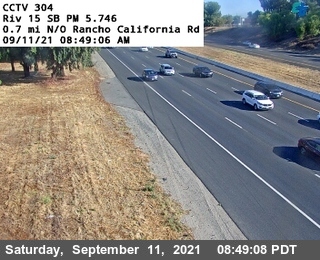 CCTV 304
Riv 15 SB PM 5.746
0.7 mi N/O Rancho California Rd
09/11/21 08:49:06 AM
Saturday, September 11, 2021 08:49:08 PDT